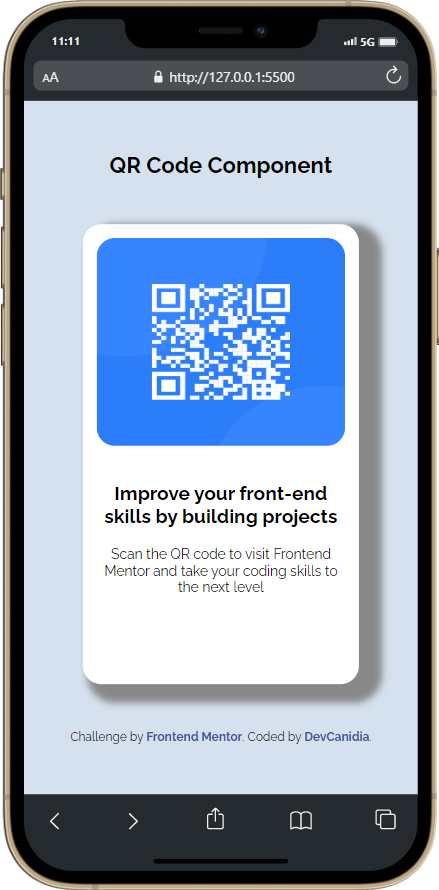 11:11
5G
AA
http://127.0.0.1:5500
QR Code Component
Improve your front-end
skills by building projects
Scan the QR code to visit Frontend
Mentor and take your coding skills to
the next level
Challenge by Frontend Mentor. Coded by DevCanidia.